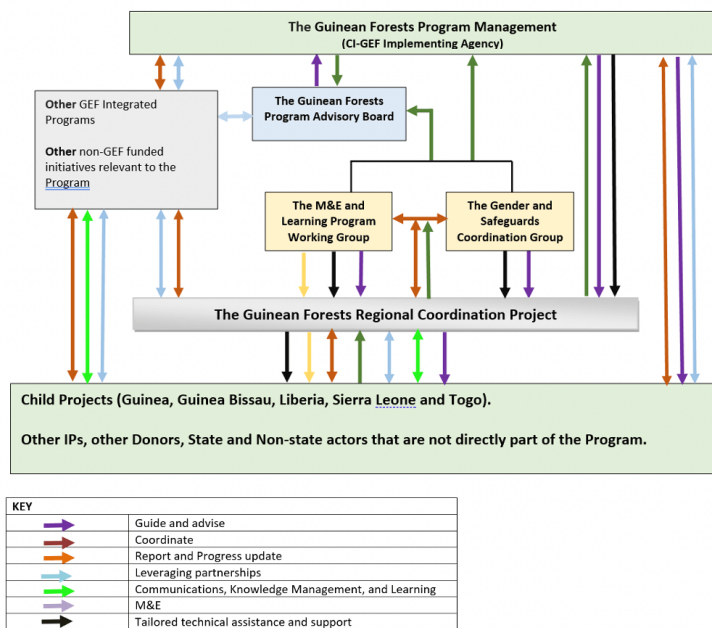 The Guinean Forests Program Management
(CI-GEF Implementing Agency)
Other GEF Integrated
Programs
Other non-GEF funded
initiatives relevant to the
Program
The Guinean Forests
Program Advisory Board
The M&E and
Learning Program
Working Group
The Gender and
Safeguards
Coordination Group
The Guinean Forests Regional Coordination Project
Child Projects (Guinea, Guinea Bissau, Liberia, Sierra Leone and Togo).
Other IPs, other Donors, State and Non-state actors that are not directly part of the Program.
KEY
Guide and advise
Coordinate
Report and Progress update
Leveraging partnerships
Communications, Knowledge Management, and Learning
M&E
Tailored technical assistance and support